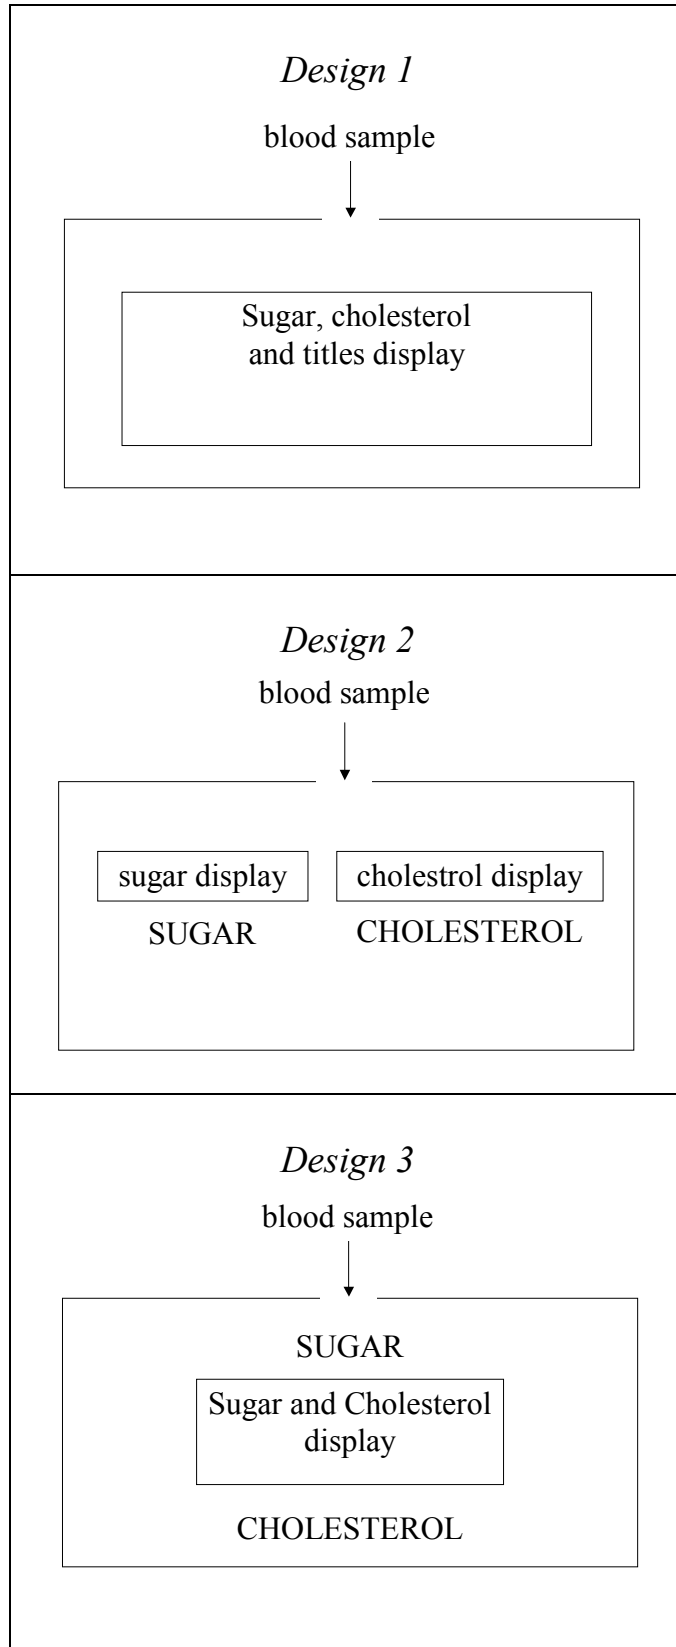 Design 1
blood sample
Sugar, cholesterol
and titles display
Design 2
blood sample
sugar display
cholestrol display
SUGAR
CHOLESTEROL
Design 3
blood sample
SUGAR
Sugar and Cholesterol
display
CHOLESTEROL